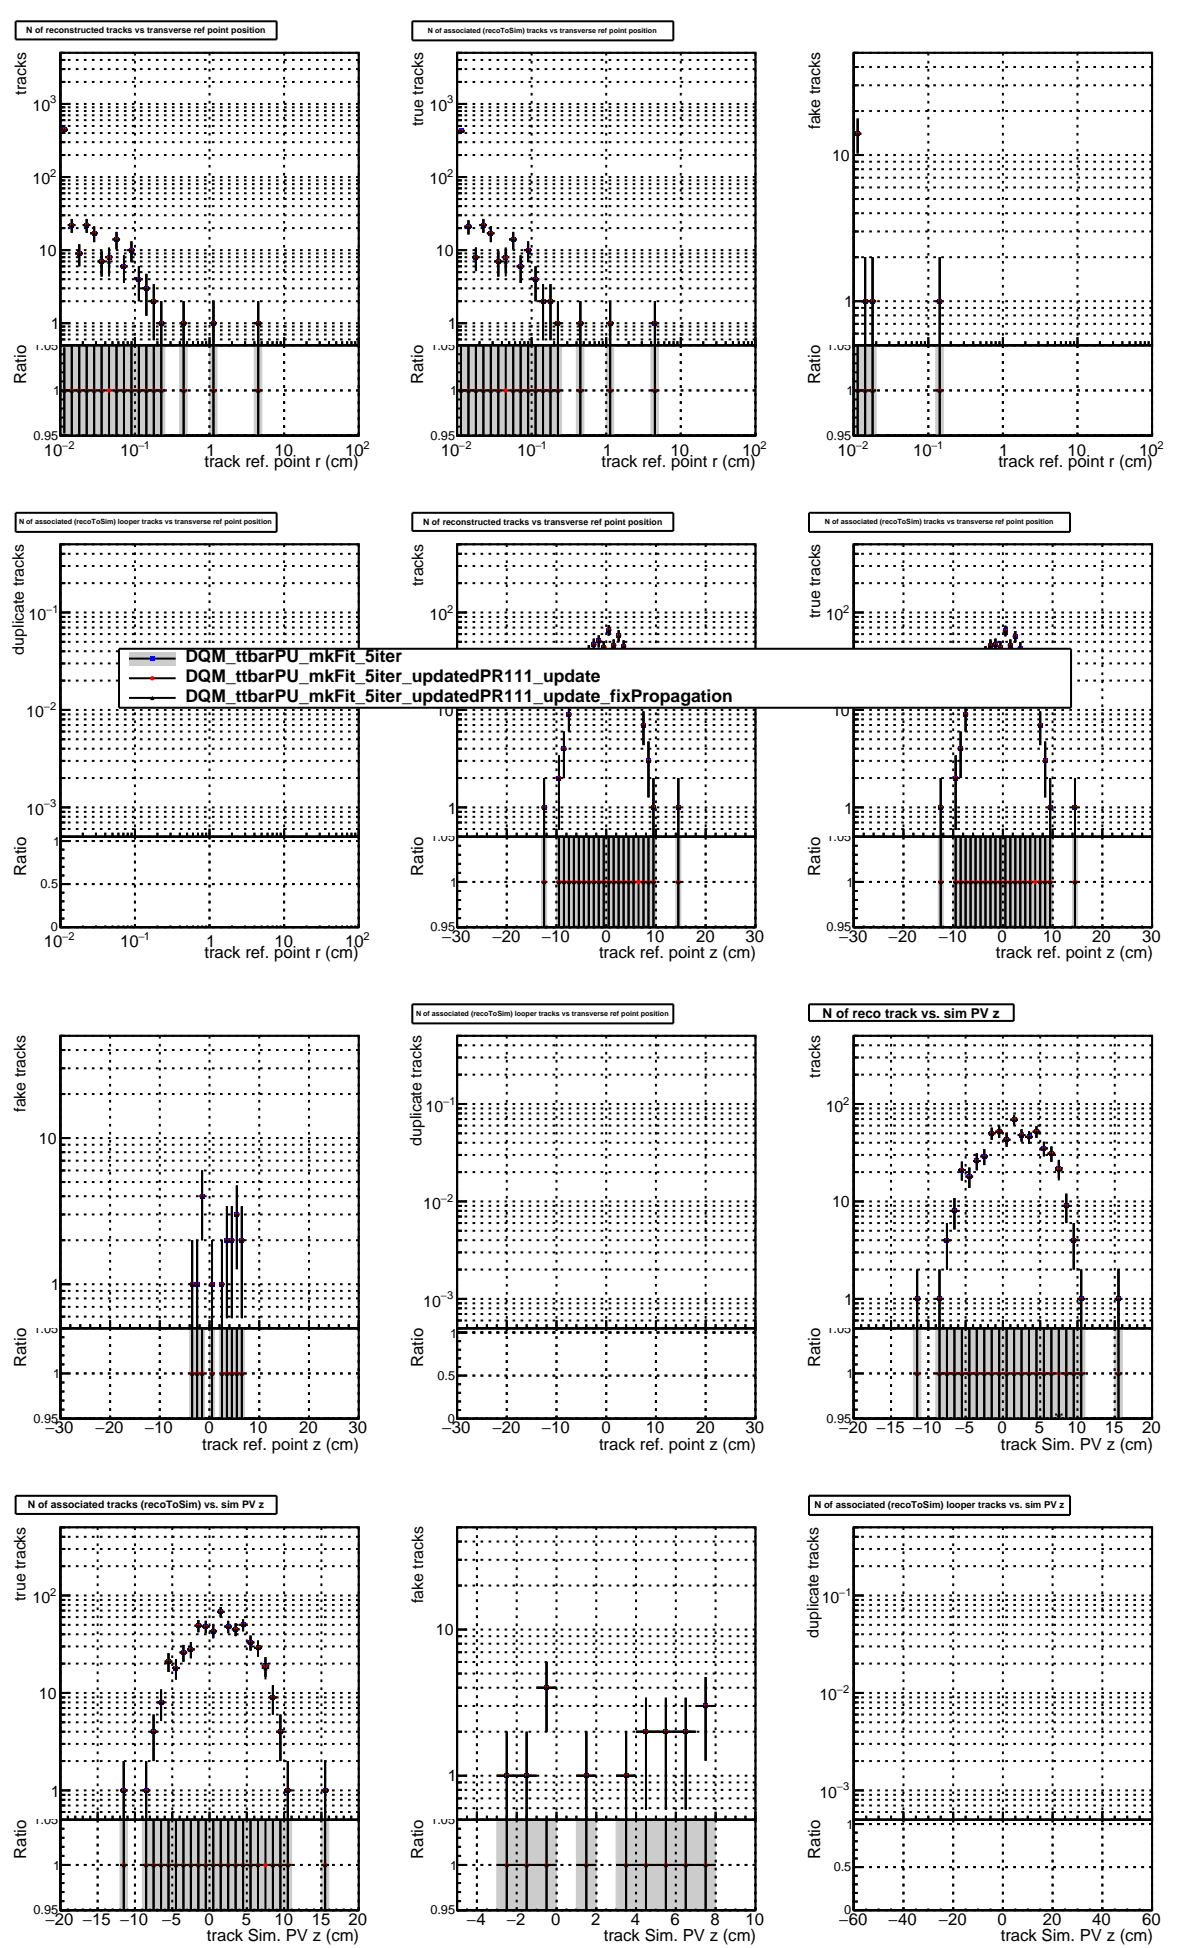 N of reconstructed tracks vs transverse ref point position
tracks
10³
10²
10
1
Ratio
1.05
1
0.95
10⁻² 10⁻¹ 1 10 10²
track ref. point r (cm)
N of associated (recoToSim) tracks vs transverse ref point position
true tracks
10³
10²
10
1
Ratio
1.05
1
0.95
10⁻² 10⁻¹ 1 10 10²
track ref. point r (cm)
fake tracks
10
1
Ratio
1.05
1
0.95
10⁻² 10⁻¹ 1 10 10²
track ref. point r (cm)
N of associated (recoToSim) looper tracks vs transverse ref point position
duplicate tracks
10⁻¹
10⁻²
10⁻³
Ratio
1
0.5
0
10⁻² 10⁻¹ 1 10 10²
track ref. point r (cm)
N of reconstructed tracks vs transverse ref point position
tracks
10²
10
1
Ratio
1.05
1
0.95
−30 −20 −10 0 10 20 30
track ref. point z (cm)
N of associated (recoToSim) tracks vs transverse ref point position
true tracks
10²
10
1
Ratio
1.05
1
0.95
−30 −20 −10 0 10 20 30
track ref. point z (cm)
DQM_ttbarPU_mkFit_5iter
DQM_ttbarPU_mkFit_5iter_updatedPR111_update
DQM_ttbarPU_mkFit_5iter_updatedPR111_update_fixPropagation
fake tracks
10
1
Ratio
1.05
1
0.95
−30 −20 −10 0 10 20 30
track ref. point z (cm)
N of associated (recoToSim) looper tracks vs transverse ref point position
duplicate tracks
10⁻¹
10⁻²
10⁻³
Ratio
1
0.5
0
−30 −20 −10 0 10 20 30
track ref. point z (cm)
N of reco track vs. sim PV z
tracks
10²
10
1
Ratio
1.05
1
0.95
−20 −15 −10 −5 0 5 10 15 20
track Sim. PV z (cm)
N of associated tracks (recoToSim) vs. sim PV z
true tracks
10²
10
1
Ratio
1.05
1
0.95
−20 −15 −10 −5 0 5 10 15 20
track Sim. PV z (cm)
fake tracks
10
1
Ratio
1.05
1
0.95
−4 −2 0 2 4 6 8 10
track Sim. PV z (cm)
N of associated (recoToSim) looper tracks vs. sim PV z
duplicate tracks
10⁻¹
10⁻²
10⁻³
Ratio
1
0.5
0
−60 −40 −20 0 20 40 60
track Sim. PV z (cm)